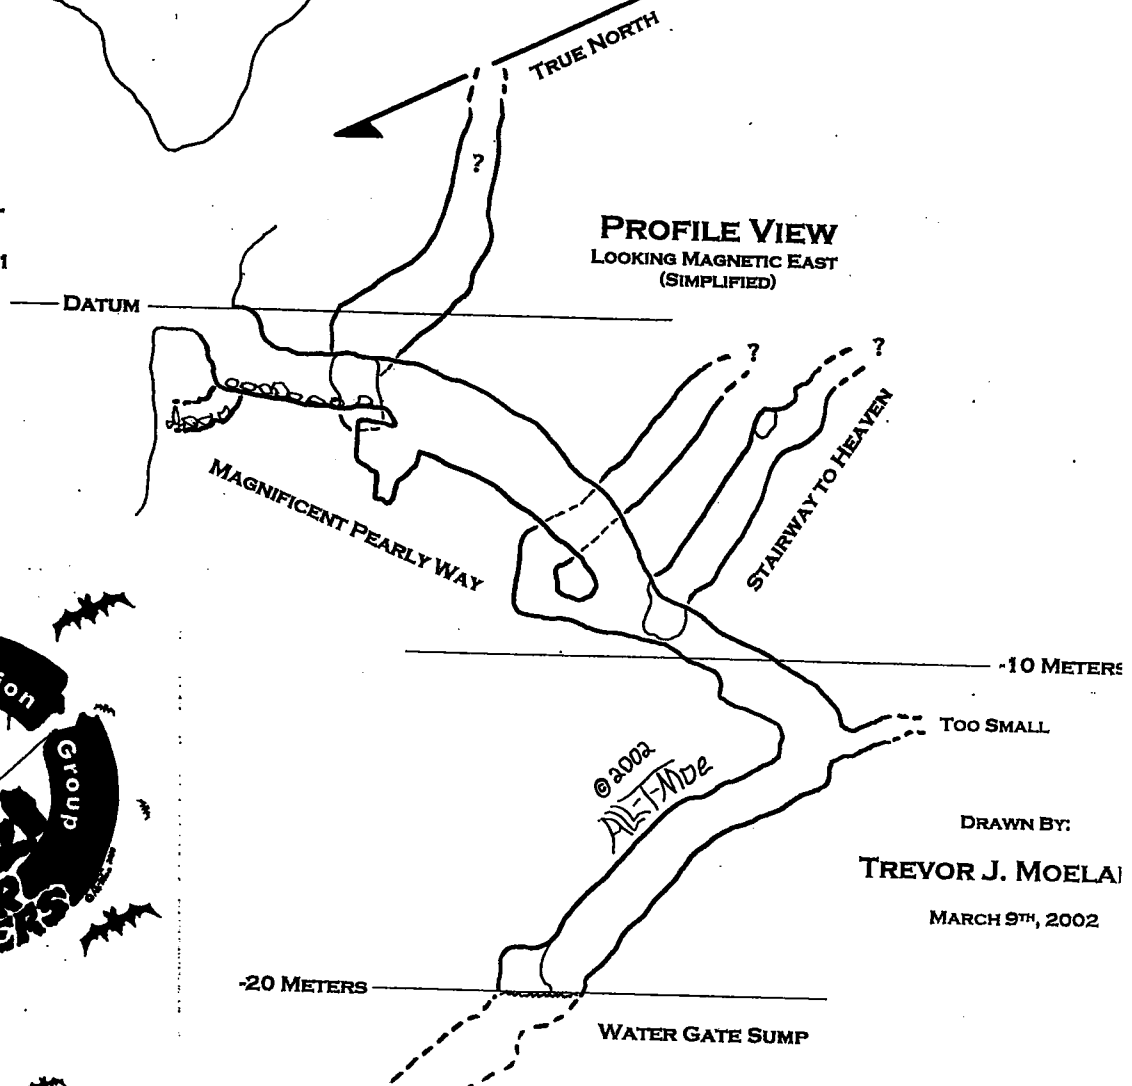 TRUE NORTH
?
PROFILE VIEW
LOOKING MAGNETIC EAST
(SIMPLIFIED)
1
DATUM
?
?
STAIRWAY TO HEAVEN
MAGNIFICENT PEARLY WAY
-10 METERS
TOO SMALL
© 2002
Group
DRAWN BY:
TREVOR J.
MARCH 9TH, 2002
-20 METERS
WATER GATE SUMP